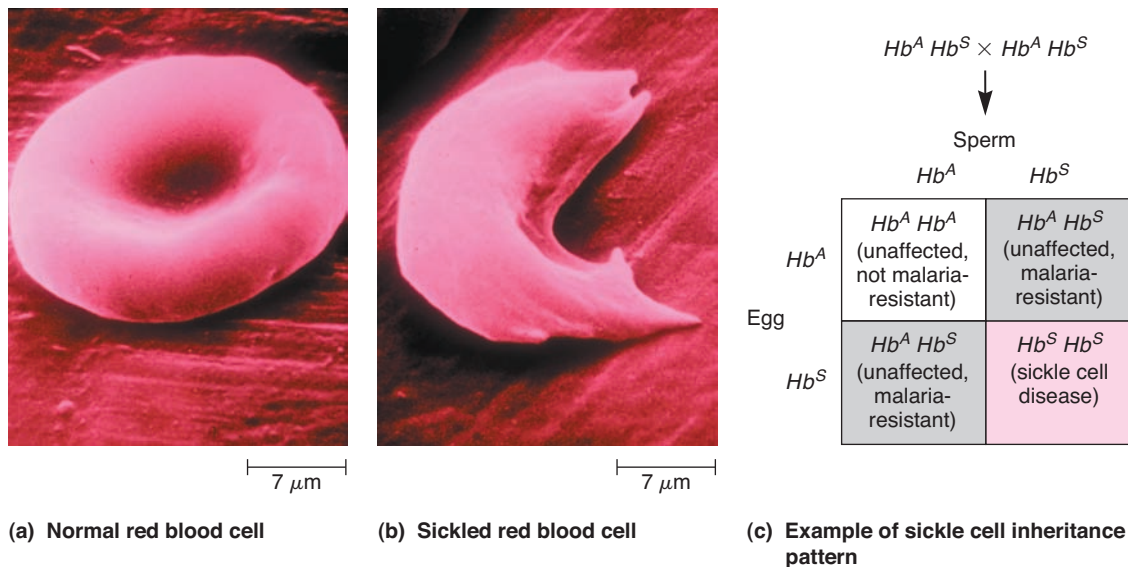 Hb^A Hb^S × Hb^A Hb^S
Sperm
Hb^A Hb^S
Hb^A
Hb^A Hb^A
(unaffected,
not malaria-
resistant)
Hb^A Hb^S
(unaffected,
malaria-
resistant)
Egg
Hb^S
Hb^A Hb^S
(unaffected,
malaria-
resistant)
Hb^S Hb^S
(sickle cell
disease)
7 μm
7 μm
(a) Normal red blood cell
(b) Sickled red blood cell
(c) Example of sickle cell inheritance
pattern